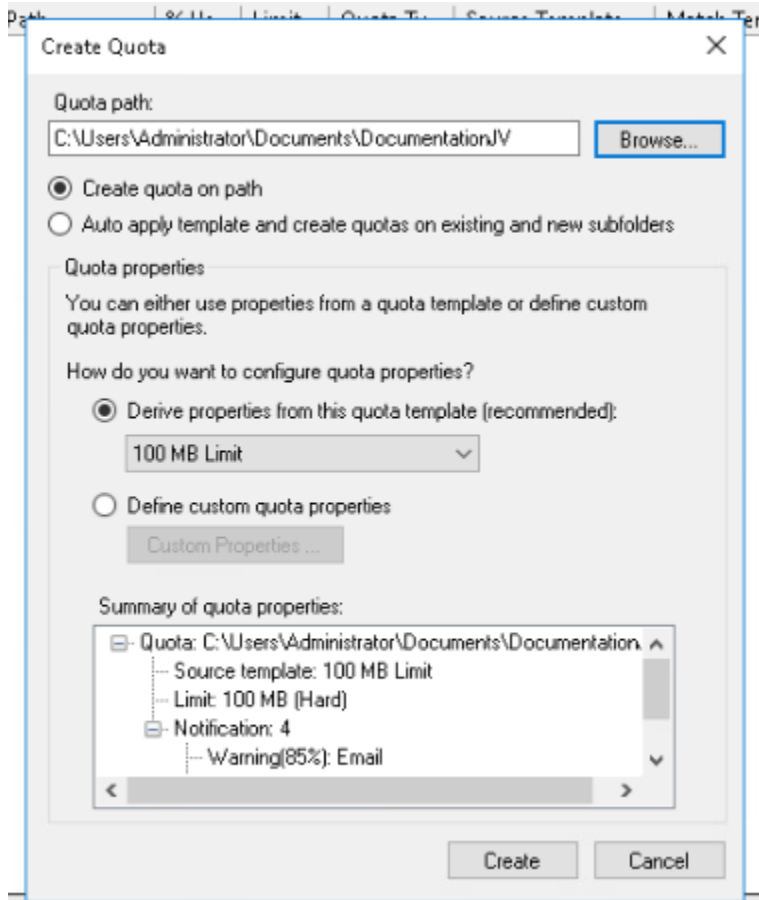 Create Quota
Quota path:
C:\Users\Administrator\Documents\DocumentationJV
Browse...
Create quota on path
Auto apply template and create quotas on existing and new subfolders
Quota properties
You can either use properties from a quota template or define custom
quota properties.
How do you want to configure quota properties?
Derive properties from this quota template (recommended):
100 MB Limit
Define custom quota properties
Custom Properties ...
Summary of quota properties:
Quota: C:\Users\Administrator\Documents\Documentation
Source template: 100 MB Limit
Limit: 100 MB (Hard)
Notification: 4
Warning(85%): Email
Create Cancel